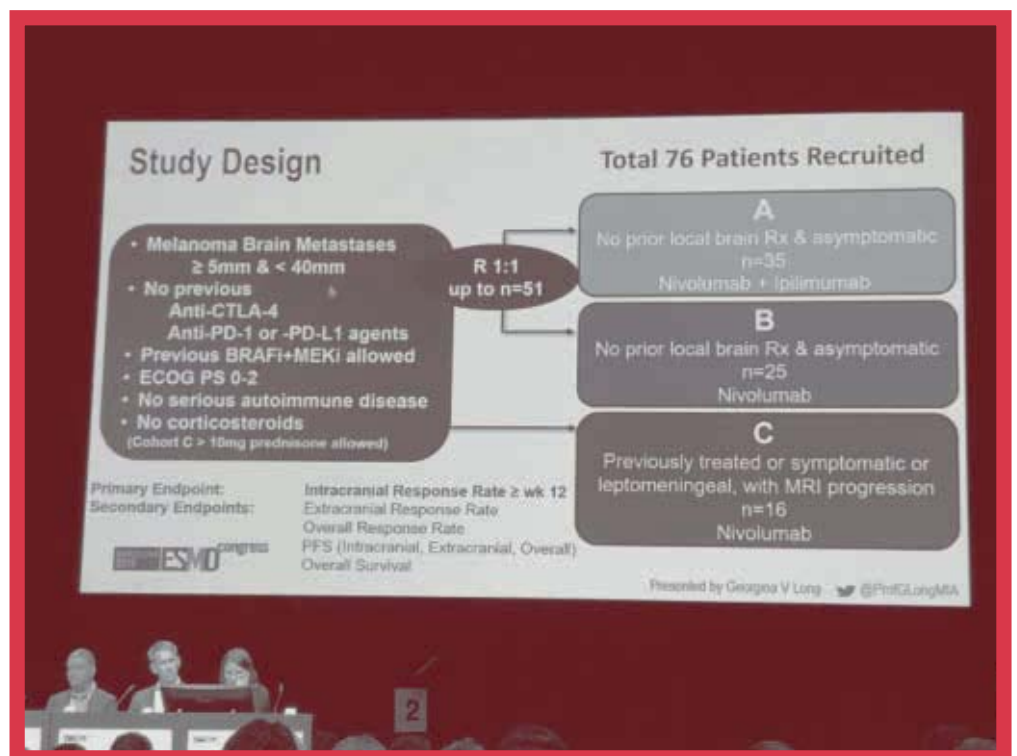 Study Design
Total 76 Patients Recruited
• Melanoma Brain Metastases
≥ 5mm & < 40mm
• No previous
Anti-CTLA-4
Anti-PD-1 or -PD-L1 agents
• Previous BRAFi+MEKi allowed
• ECOG PS 0-2
• No serious autoimmune disease
• No corticosteroids
(Cohort C > 10mg prednisone allowed)
R 1:1
up to n=51
A
No prior local brain Rx & asymptomatic
n=35
Nivolumab + Ipilimumab
B
No prior local brain Rx & asymptomatic
n=25
Nivolumab
C
Previously treated or symptomatic or
leptomeningeal, with MRI progression
n=16
Nivolumab
Primary Endpoint: Intracranial Response Rate ≥ wk 12
Secondary Endpoints: Extracranial Response Rate
Overall Response Rate
PFS (Intracranial, Extracranial, Overall)
Overall Survival
ESMO congress
Presented by Georgina V Long @ProfGLongMIA
2